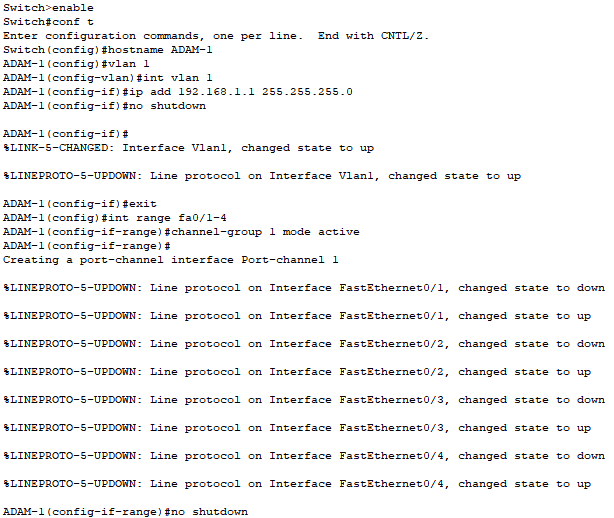 Switch>enable
Switch#conf t
Enter configuration commands, one per line.  End with CNTL/Z.
Switch(config)#hostname ADAM-1
ADAM-1(config)#vlan 1
ADAM-1(config-vlan)#int vlan 1
ADAM-1(config-if)#ip add 192.168.1.1 255.255.255.0
ADAM-1(config-if)#no shutdown
ADAM-1(config-if)#
%LINK-5-CHANGED: Interface Vlan1, changed state to up
%LINEPROTO-5-UPDOWN: Line protocol on Interface Vlan1, changed state to up
ADAM-1(config-if)#exit
ADAM-1(config)#int range fa0/1-4
ADAM-1(config-if-range)#channel-group 1 mode active
ADAM-1(config-if-range)#
Creating a port-channel interface Port-channel 1
%LINEPROTO-5-UPDOWN: Line protocol on Interface FastEthernet0/1, changed state to down
%LINEPROTO-5-UPDOWN: Line protocol on Interface FastEthernet0/1, changed state to up
%LINEPROTO-5-UPDOWN: Line protocol on Interface FastEthernet0/2, changed state to down
%LINEPROTO-5-UPDOWN: Line protocol on Interface FastEthernet0/2, changed state to up
%LINEPROTO-5-UPDOWN: Line protocol on Interface FastEthernet0/3, changed state to down
%LINEPROTO-5-UPDOWN: Line protocol on Interface FastEthernet0/3, changed state to up
%LINEPROTO-5-UPDOWN: Line protocol on Interface FastEthernet0/4, changed state to down
%LINEPROTO-5-UPDOWN: Line protocol on Interface FastEthernet0/4, changed state to up
ADAM-1(config-if-range)#no shutdown